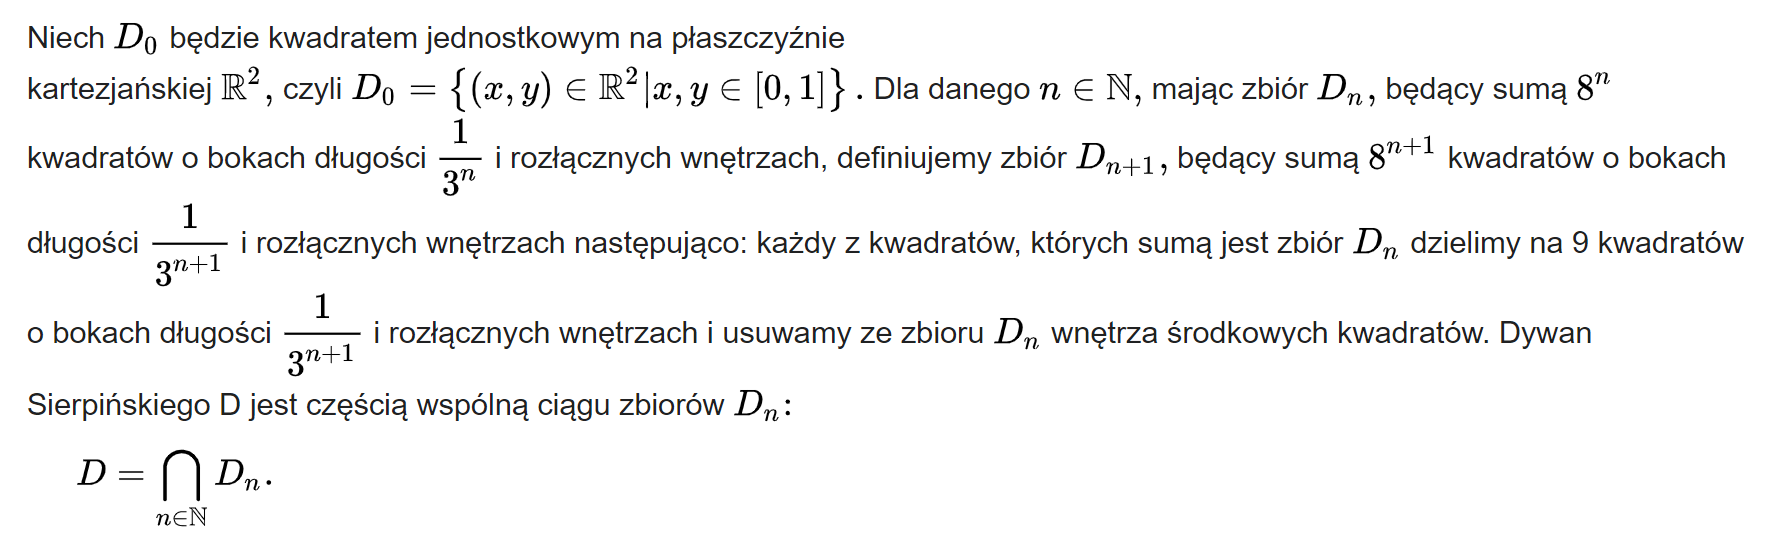 Niech $D_0$ będzie kwadratem jednostkowym na płaszczyźnie
kartezjańskiej $\mathbb{R}^2$, czyli $D_0 = \{(x, y) \in \mathbb{R}^2 | x, y \in [0, 1]\}$. Dla danego $n \in \mathbb{N}$, mając zbiór $D_n$, będący sumą $8^n$
kwadratów o bokach długości $\frac{1}{3^n}$ i rozłącznych wnętrzach, definiujemy zbiór $D_{n+1}$, będący sumą $8^{n+1}$ kwadratów o bokach
długości $\frac{1}{3^{n+1}}$ i rozłącznych wnętrzach następująco: każdy z kwadratów, których sumą jest zbiór $D_n$ dzielimy na 9 kwadratów
o bokach długości $\frac{1}{3^{n+1}}$ i rozłącznych wnętrzach i usuwamy ze zbioru $D_n$ wnętrza środkowych kwadratów. Dywan
Sierpińskiego D jest częścią wspólną ciągu zbiorów $D_n$:
$D = \bigcap_{n \in \mathbb{N}} D_n.$